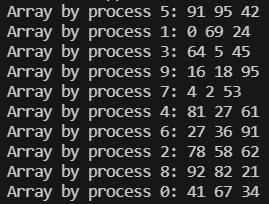 Array by process 5: 91 95 42
Array by process 1: 0 69 24
Array by process 3: 64 5 45
Array by process 9: 16 18 95
Array by process 7: 4 2 53
Array by process 4: 81 27 61
Array by process 6: 27 36 91
Array by process 2: 78 58 62
Array by process 8: 92 82 21
Array by process 0: 41 67 34